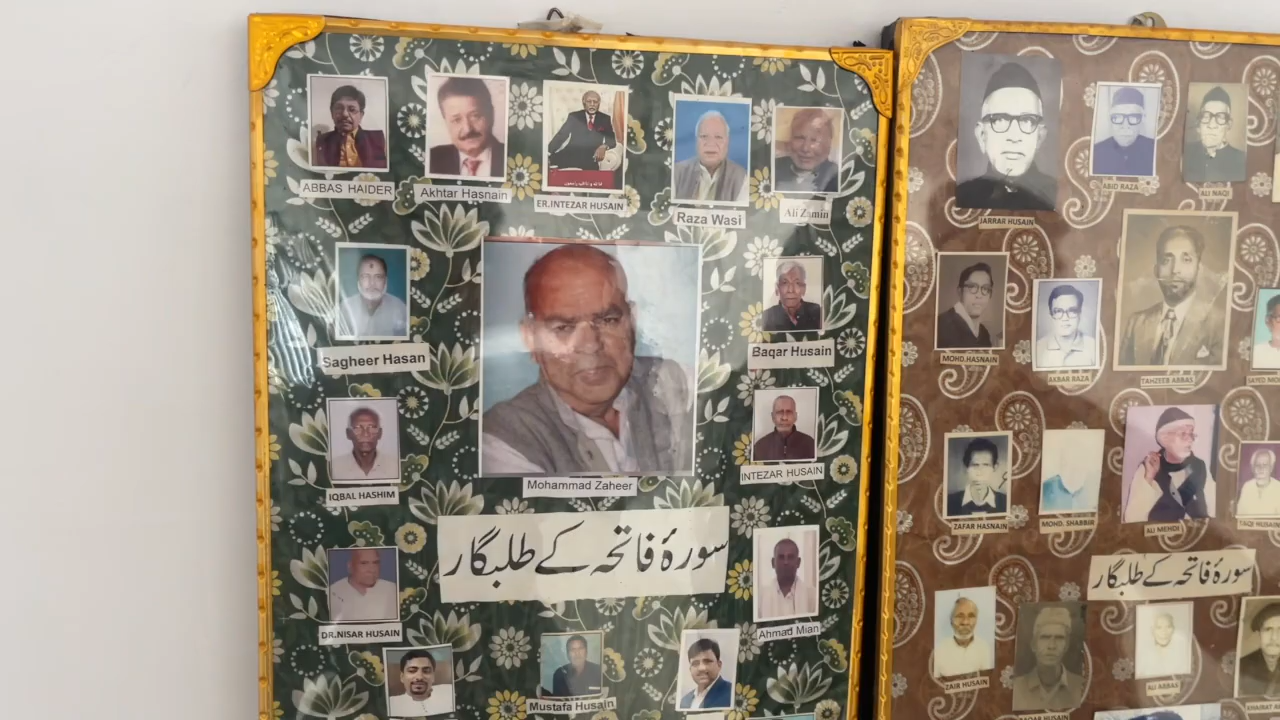 ABBAS HAIDER
Akhtar Hasnain
ER.INTEZAR HUSAIN
Raza Wasi
Ali Zamin
Sagheer Hasan
Baqar Husain
IQBAL HASHIM
Mohammad Zaheer
INTEZAR HUSAIN
سورۂ فاتحہ کے طلبگار
DR.NISAR HUSAIN
Ahmad Mian
Mustafa Husain
JARRAR HUSAIN
ABID RAZA
ALI NAQI
MOHD.HASNAIN
AKBAR RAZA
TAHZEEB ABBAS
ZAFAR HASNAIN
MOHD. SHABBIR
ALI MEHDI
سورۂ فاتحہ کے طلبگار
ZAIR HUSAIN
ALI ABBAS